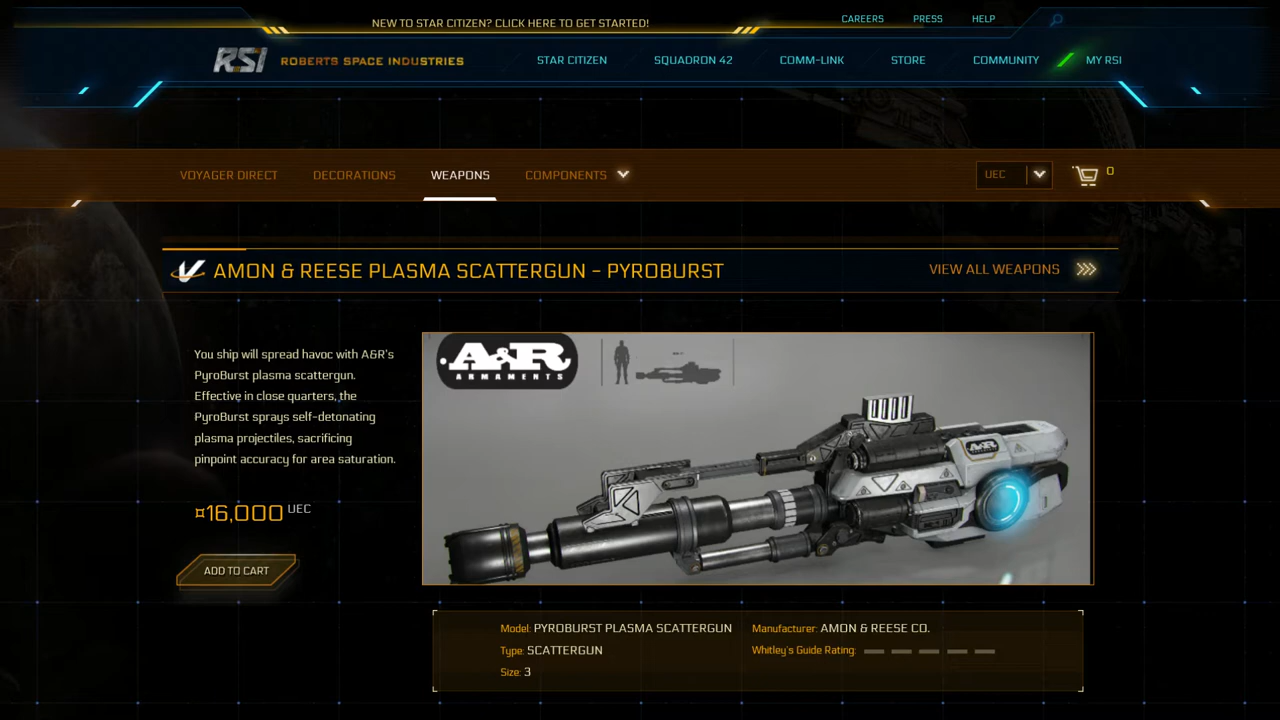 NEW TO STAR CITIZEN? CLICK HERE TO GET STARTED!
CAREERS PRESS HELP
RSI ROBERTS SPACE INDUSTRIES
STAR CITIZEN SQUADRON 42 COMM-LINK STORE COMMUNITY MY RSI
VOYAGER DIRECT DECORATIONS WEAPONS COMPONENTS UEC 0
AMON & REESE PLASMA SCATTERGUN - PYROBURST
VIEW ALL WEAPONS
You ship will spread havoc with A&R's
PyroBurst plasma scattergun.
Effective in close quarters, the
PyroBurst sprays self-detonating
plasma projectiles, sacrificing
pinpoint accuracy for area saturation.
¤16,000 UEC
ADD TO CART
A&R
ARMAMENTS
A&R
Model: PYROBURST PLASMA SCATTERGUN
Type: SCATTERGUN
Size: 3
Manufacturer: AMON & REESE CO.
Whitley's Guide Rating: